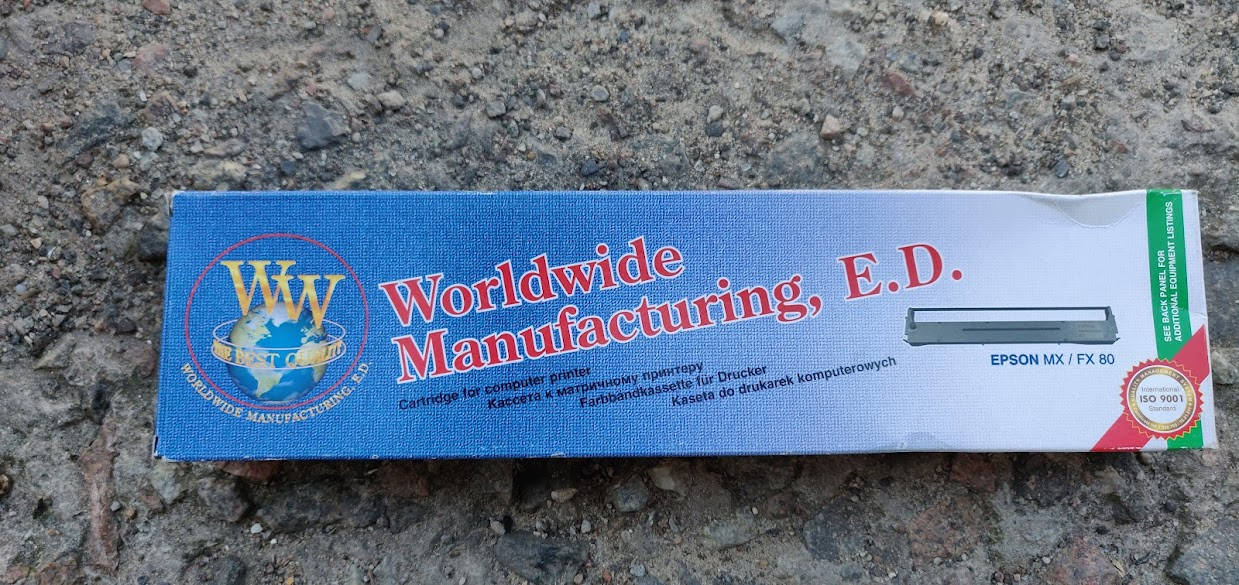 WW
THE BEST QUALITY
WORLDWIDE MANUFACTURING, E.D
Worldwide
Manufacturing, E.D.
Cartridge for computer printer
Кассета к матричному принтеру
Farbbandkassette für Drucker
Kaseta do drukarek komputerowych
EPSON MX / FX 80
SEE BACK PANEL FOR
ADDITIONAL EQUIPMENT LISTINGS
International
ISO 9001
Standard